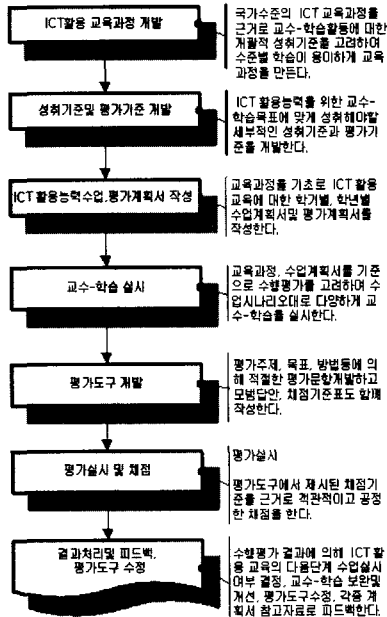 ICT활용 교육과정 개발
국가수준의 ICT교육과정을
근거로 교수-학습활동에 대한
개괄적 성취기준을 고려하여
수준별 학습이 용이하게 교육
과정을 만든다.
성취기준및 평가기준 개발
ICT 활용능력을 위한 교수-
학습목표에 맞게 성취해야할
세부적인 성취기준과 평가기
준을 개발한다.
ICT 활용능력수업,평가계획서 작성
교육과정을 기초로 ICT 활용
교육에 대한 학기별, 학년별
수업계획서및 평가계획서를
작성한다.
교수-학습 실시
교육과정, 수업계획서를 기준
으로 수행평가를 고려하며 수
업시나리오대로 다양하게 교
수-학습를 실시한다.
평가도구 개발
평가주제, 목표, 방법등에 의
해 적절한 평가문항개발하고
모범답안, 채점기준표도 함께
작성한다.
평가실시 및 채점
평가실시
평가도구에서 제시된 채점기
준을 근거로 객관적이고 공정
한 채점을 한다.
결과처리및 피드백,
평가도구 수정
수행평가 결과에 의해 ICT활
용 교육의 다음단계 수업실시
여부 결정, 교수-학습 보완및
개선, 평가도구수정, 각종 계
획서 참고자료로 피드백한다.